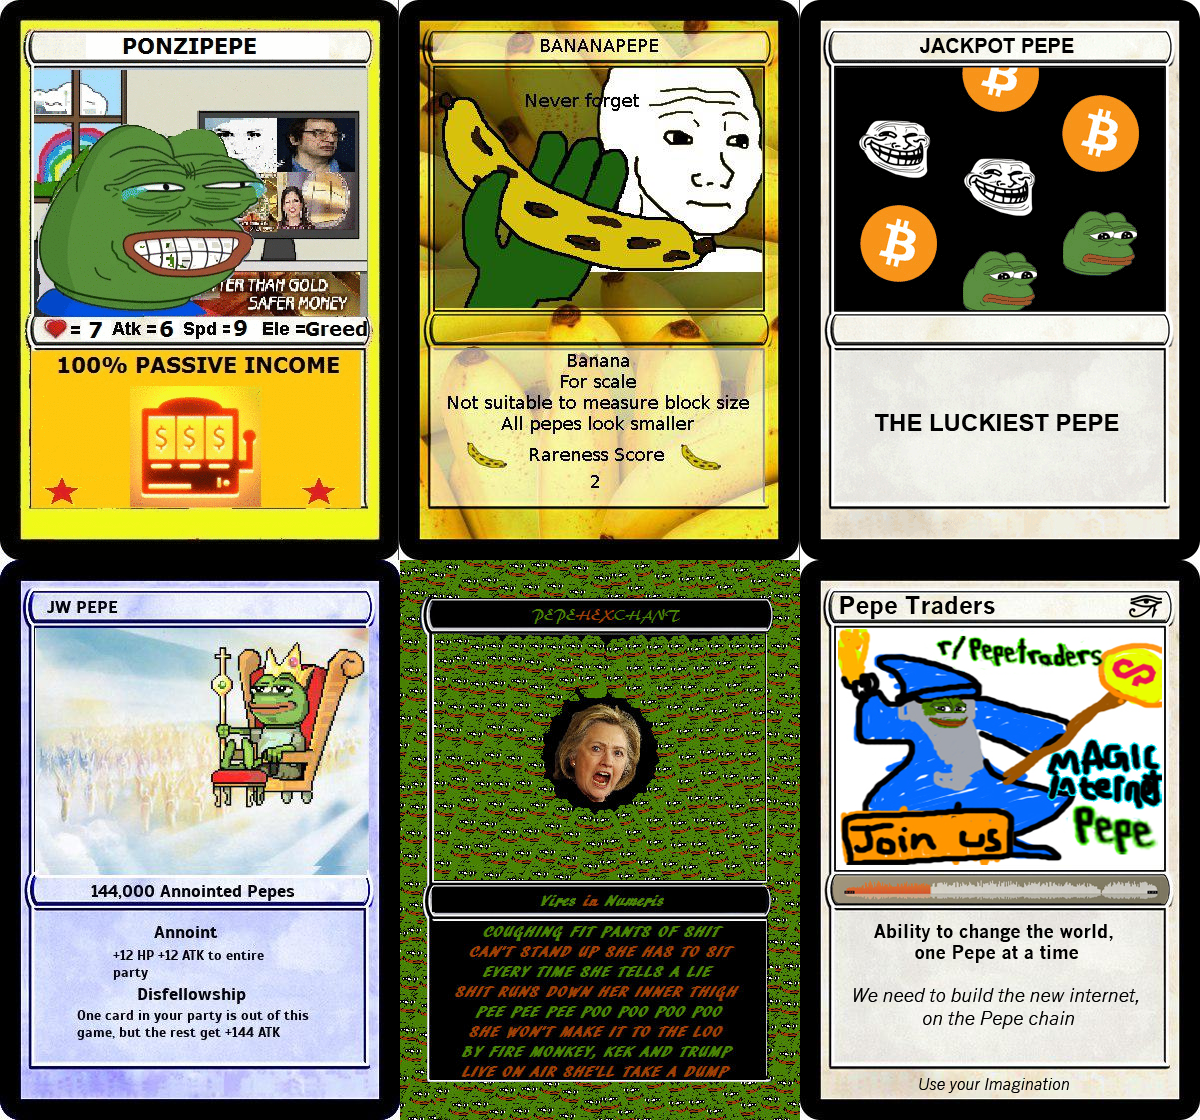 PONZIPEPE
TER THAN GOLD
SAFER MONEY
= 7 Atk =6 Spd =9 Ele =Greed
100% PASSIVE INCOME
$ $ $
BANANAPEPE
Never forget
Banana
For scale
Not suitable to measure block size
All pepes look smaller
Rareness Score
2
JACKPOT PEPE
THE LUCKIEST PEPE
JW PEPE
144,000 Annointed Pepes
Annoint
+12 HP +12 ATK to entire
party
Disfellowship
One card in your party is out of this
game, but the rest get +144 ATK
PEPEHEXCHANT
Vires in Numeris
COUGHING FIT PANTS OF SHIT
CAN'T STAND UP SHE HAS TO SIT
EVERY TIME SHE TELLS A LIE
SHIT RUNS DOWN HER INNER THIGH
PEE PEE PEE POO POO POO POO
SHE WON'T MAKE IT TO THE LOO
BY FIRE MONKEY, KEK AND TRUMP
LIVE ON AIR SHE'LL TAKE A DUMP
Pepe Traders
r/Pepetraders
$
MAGIC
Internet
Pepe
Join us
Ability to change the world,
one Pepe at a time
We need to build the new internet,
on the Pepe chain
Use your Imagination